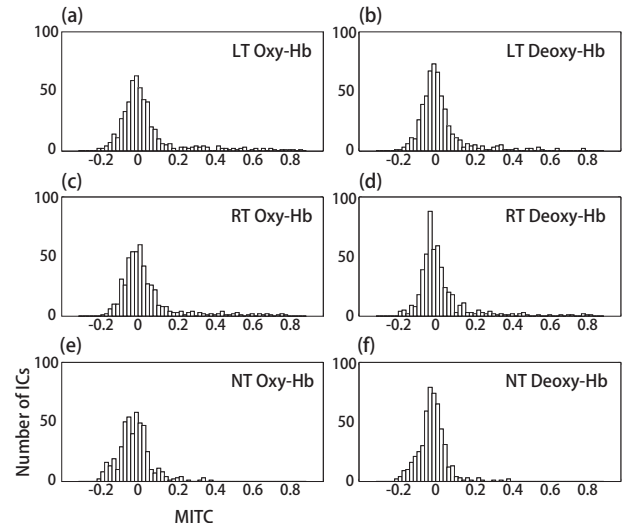 (a) (b)
100 LT Oxy-Hb 100 LT Deoxy-Hb
50 50
0 0
-0.2 0 0.2 0.4 0.6 0.8 -0.2 0 0.2 0.4 0.6 0.8
(c) (d)
100 RT Oxy-Hb 100 RT Deoxy-Hb
50 50
0 0
-0.2 0 0.2 0.4 0.6 0.8 -0.2 0 0.2 0.4 0.6 0.8
(e) (f)
100 NT Oxy-Hb 100 NT Deoxy-Hb
50 50
0 0
-0.2 0 0.2 0.4 0.6 0.8 -0.2 0 0.2 0.4 0.6 0.8
Number of ICs
MITC